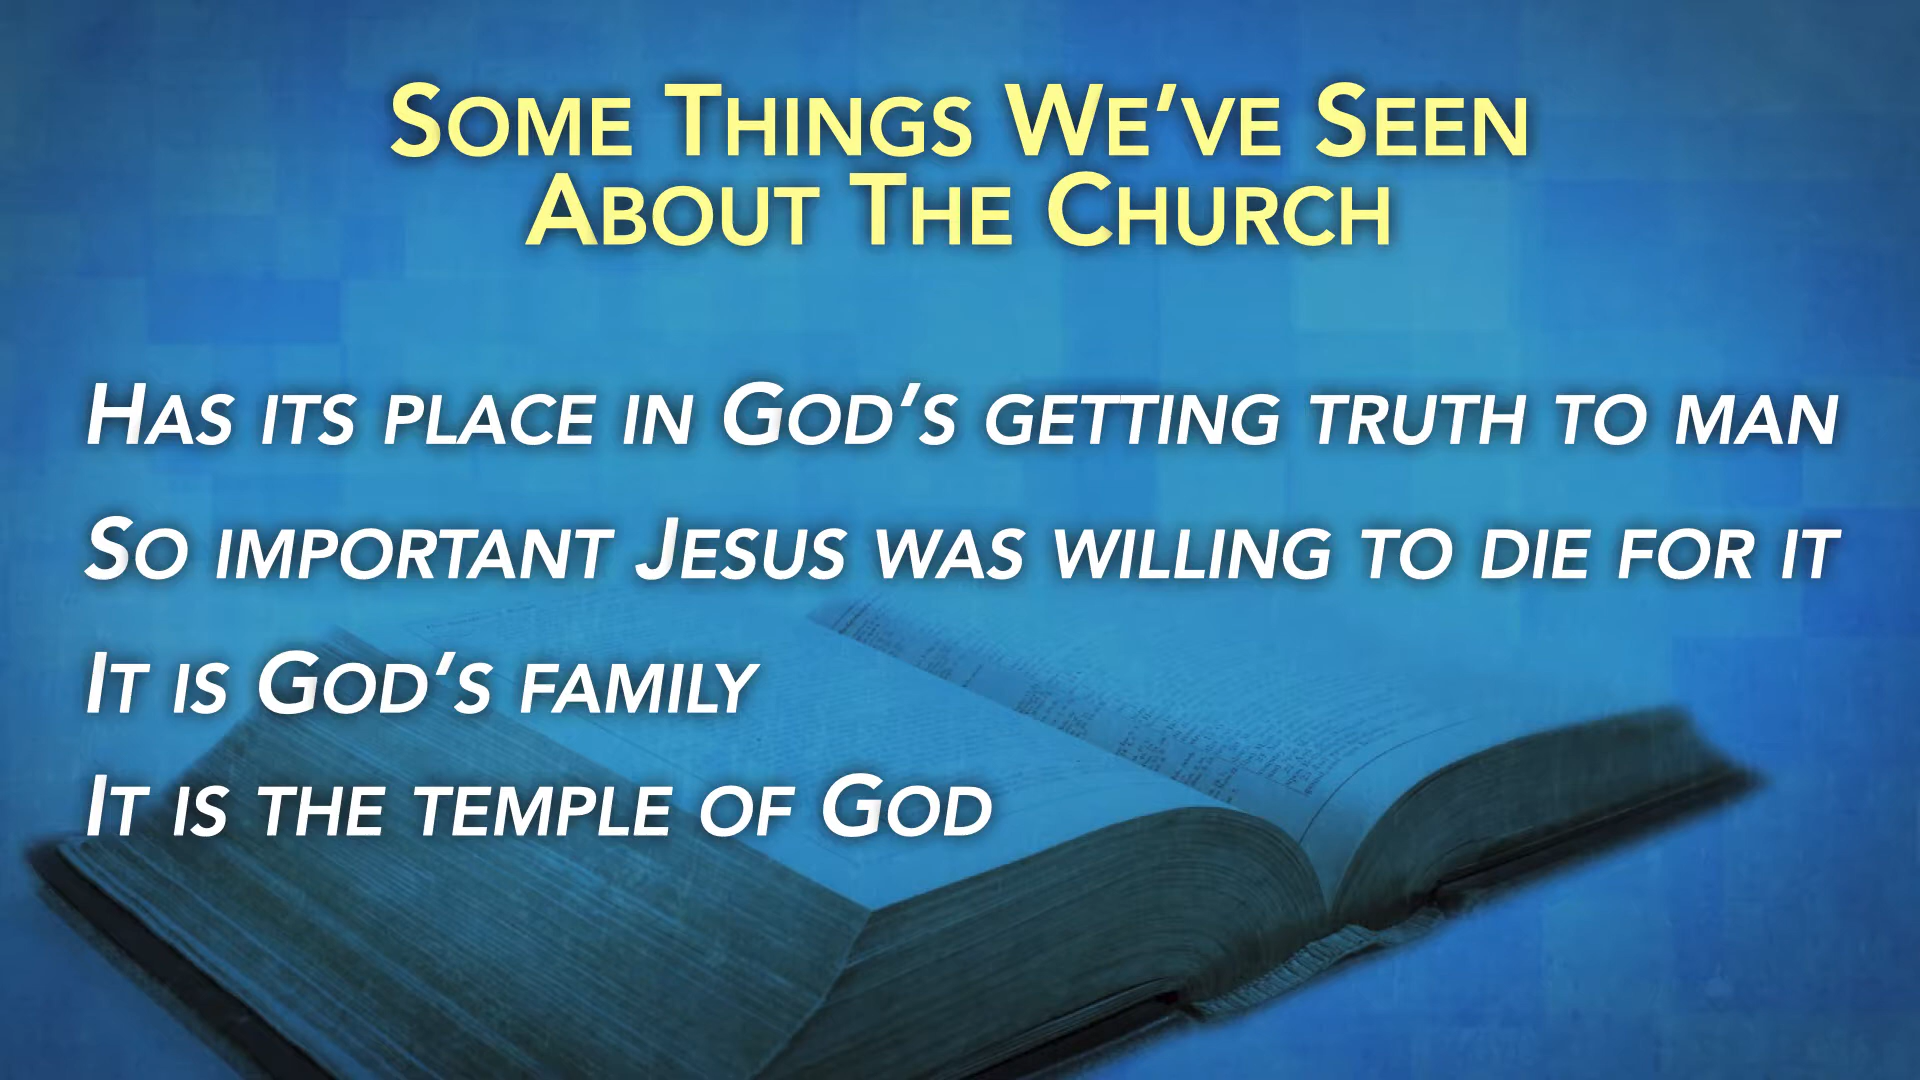 Some Things We've Seen
About The Church
Has its place in God's getting truth to man
So important Jesus was willing to die for it
It is God's family
It is the temple of God